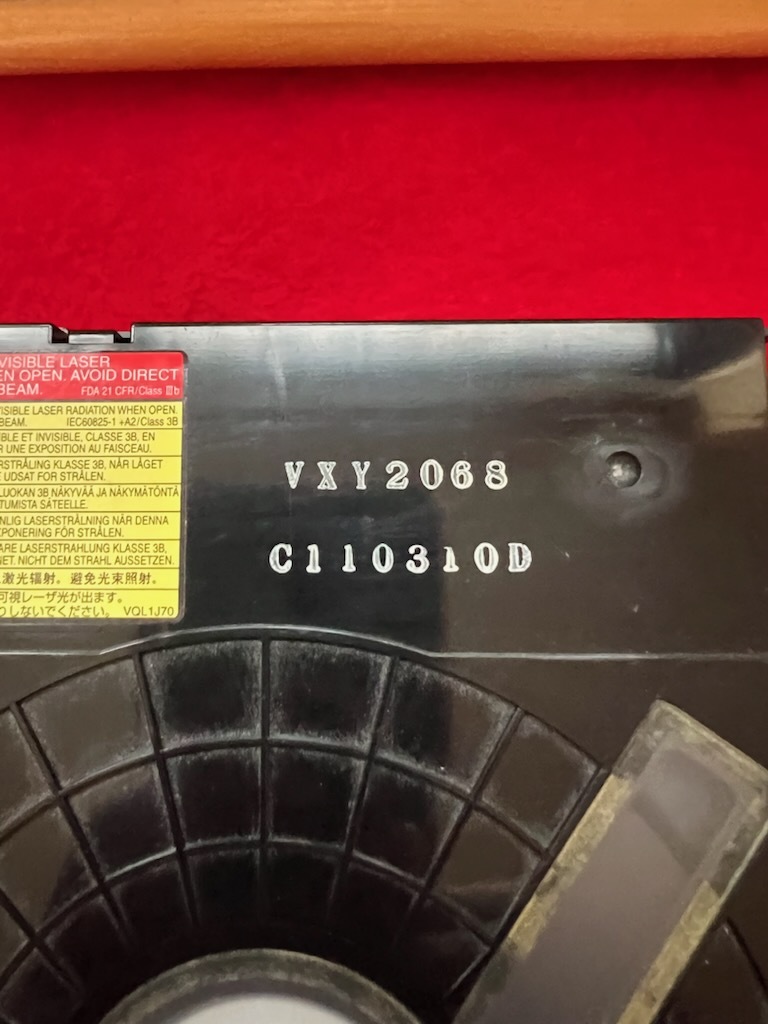 VISIBLE LASER
EN OPEN. AVOID DIRECT
BEAM. FDA 21 CFR/Class IIIb
ISIBLE LASER RADIATION WHEN OPEN.
BEAM. IEC60825-1 +A2/Class 3B
BLE ET INVISIBLE, CLASSE 3B, EN
R UNE EXPOSITION AU FAISCEAU.
ERSTRÅLING KLASSE 3B, NÅR LÅGET
UDSAT FOR STRÅLEN.
LUOKAN 3B NÄKYVÄÄ JA NÄKYMÄTÖNTÄ
TUMISTA SÄTEELLE.
NLIG LASERSTRÅLNING NÄR DENNA
XPONERING FÖR STRÅLEN.
ARE LASERSTRAHLUNG KLASSE 3B,
NET. NICHT DEM STRAHL AUSSETZEN.
激光辐射。避免光束照射。
可視レーザ光が出ます。
りしないでください。 VQL1J70
VXY2068
C110310D